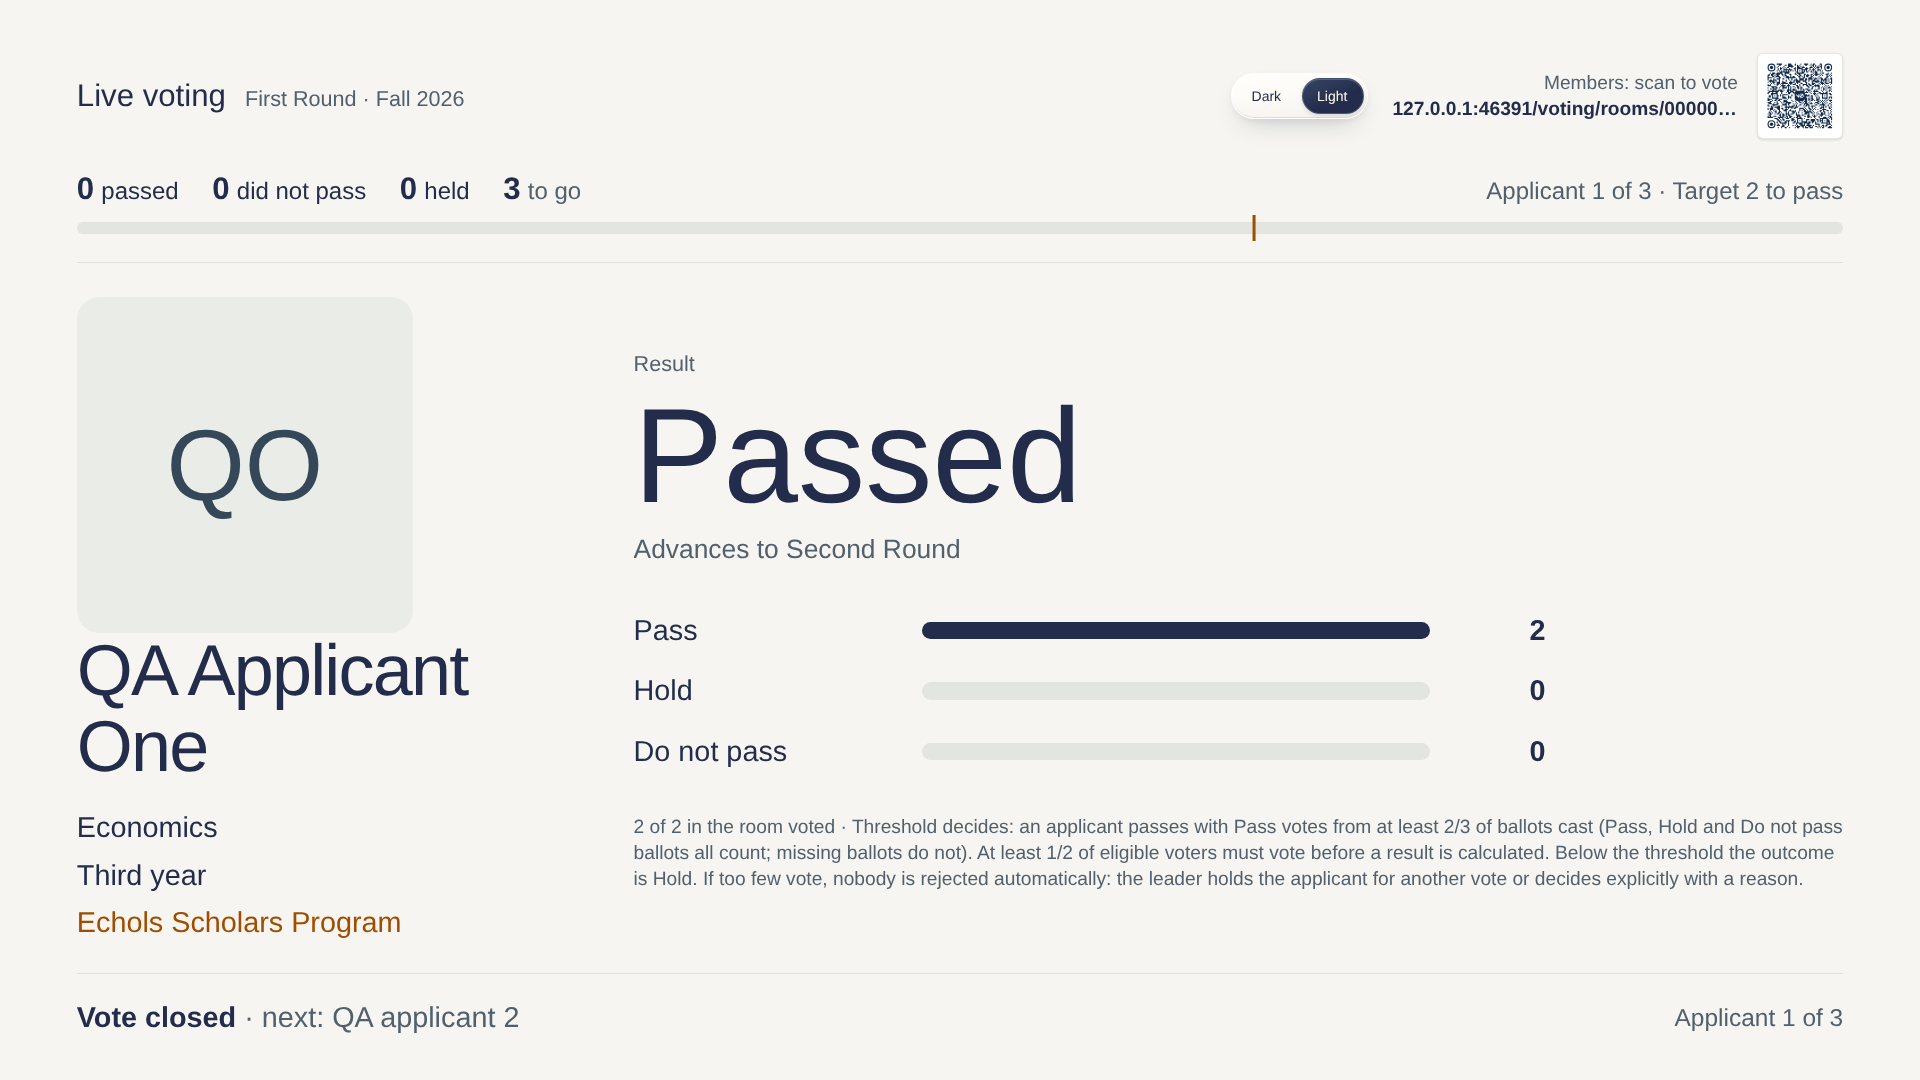 Live voting First Round · Fall 2026
Dark Light
Members: scan to vote
127.0.0.1:46391/voting/rooms/00000…
0 passed 0 did not pass 0 held 3 to go
Applicant 1 of 3 · Target 2 to pass
QO
QA Applicant
One
Economics
Third year
Echols Scholars Program
Result
Passed
Advances to Second Round
Pass 2
Hold 0
Do not pass 0
2 of 2 in the room voted · Threshold decides: an applicant passes with Pass votes from at least 2/3 of ballots cast (Pass, Hold and Do not pass
ballots all count; missing ballots do not). At least 1/2 of eligible voters must vote before a result is calculated. Below the threshold the outcome
is Hold. If too few vote, nobody is rejected automatically: the leader holds the applicant for another vote or decides explicitly with a reason.
Vote closed · next: QA applicant 2
Applicant 1 of 3